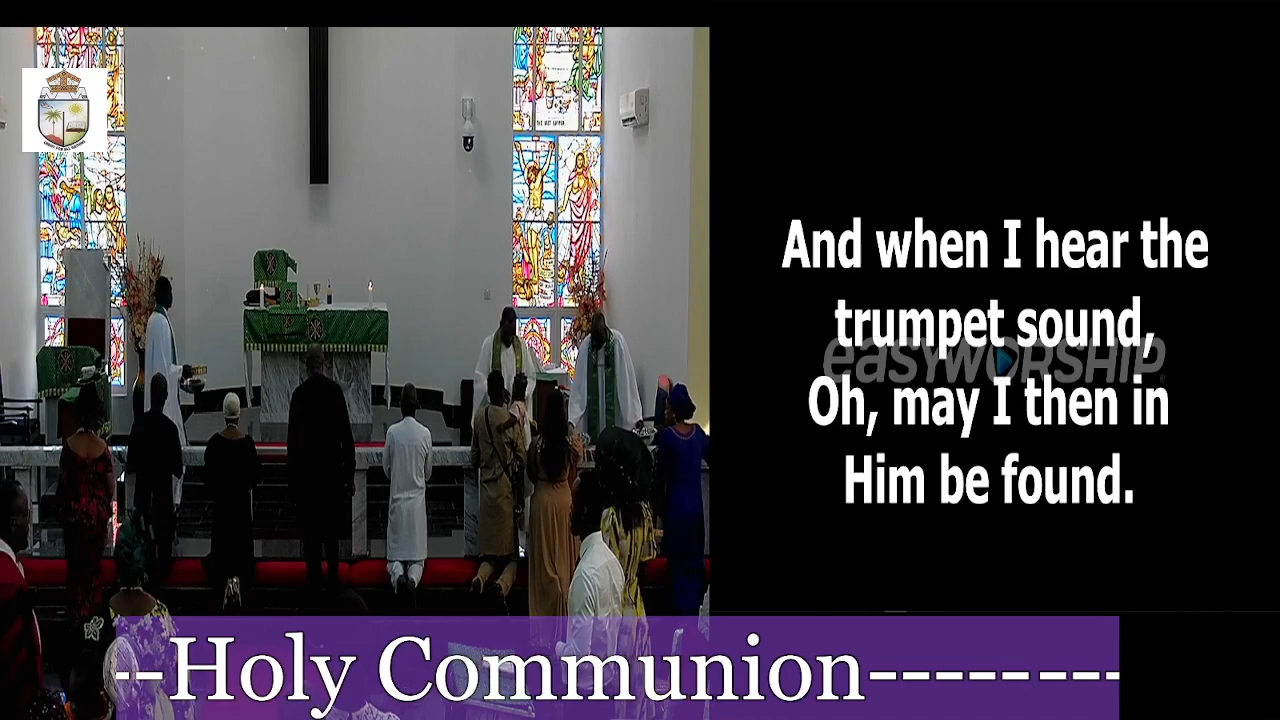 And when I hear the
trumpet sound,
easyworship
Oh, may I then in
Him be found.
--Holy Communion--------